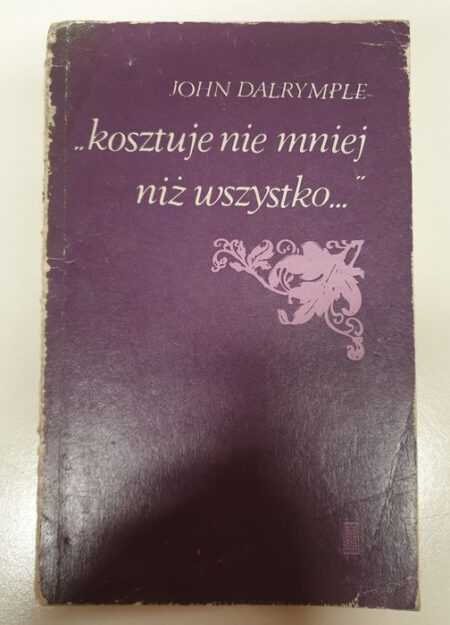 JOHN DALRYMPLE
„kosztuje nie mniej
niż wszystko...”